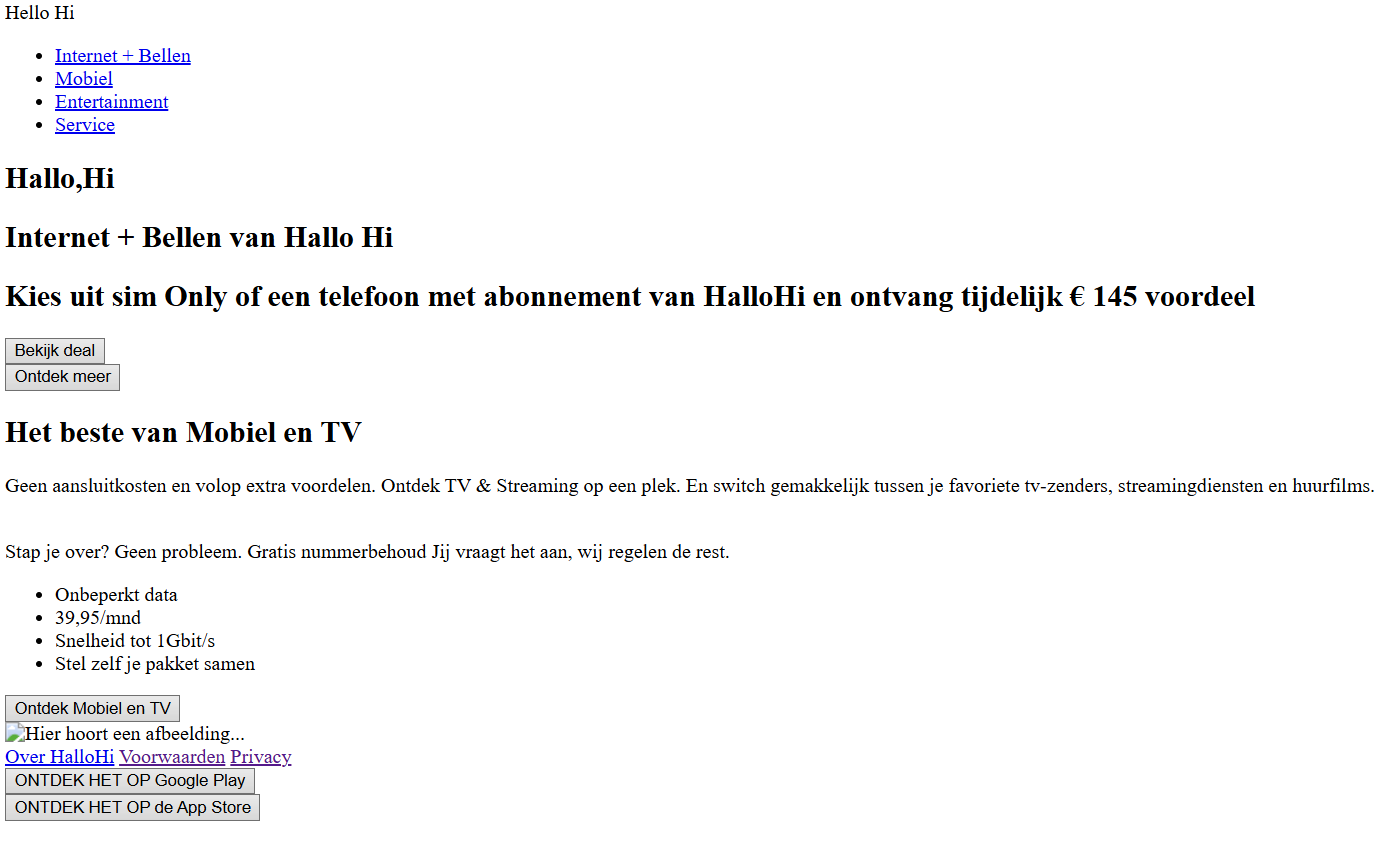 Hello Hi
Internet + Bellen
Mobiel
Entertainment
Service
Hallo,Hi
Internet + Bellen van Hallo Hi
Kies uit sim Only of een telefoon met abonnement van HalloHi en ontvang tijdelijk € 145 voordeel
Bekijk deal
Ontdek meer
Het beste van Mobiel en TV
Geen aansluitkosten en volop extra voordelen. Ontdek TV & Streaming op een plek. En switch gemakkelijk tussen je favoriete tv-zenders, streamingdiensten en huurfilms.
Stap je over? Geen probleem. Gratis nummerbehoud Jij vraagt het aan, wij regelen de rest.
Onbeperkt data
39,95/mnd
Snelheid tot 1Gbit/s
Stel zelf je pakket samen
Ontdek Mobiel en TV
Hier hoort een afbeelding...
Over HalloHi Voorwaarden Privacy
ONTDEK HET OP Google Play
ONTDEK HET OP de App Store